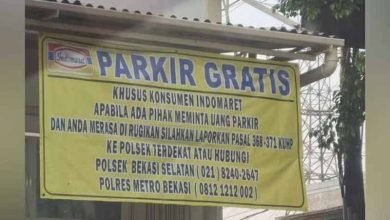 Indomaret
PARKIR GRATIS
KHUSUS KONSUMEN INDOMARET
APABILA ADA PIHAK MEMINTA UANG PARKIR
DAN ANDA MERASA DI RUGIKAN SILAHKAN LAPORKAN PASAL 368-371 KUHP
KE POLSEK TERDEKAT ATAU HUBUNGI
POLSEK BEKASI SELATAN ( 021 ) 8240-2647
POLRES METRO BEKASI ( 0812 1212 002 )